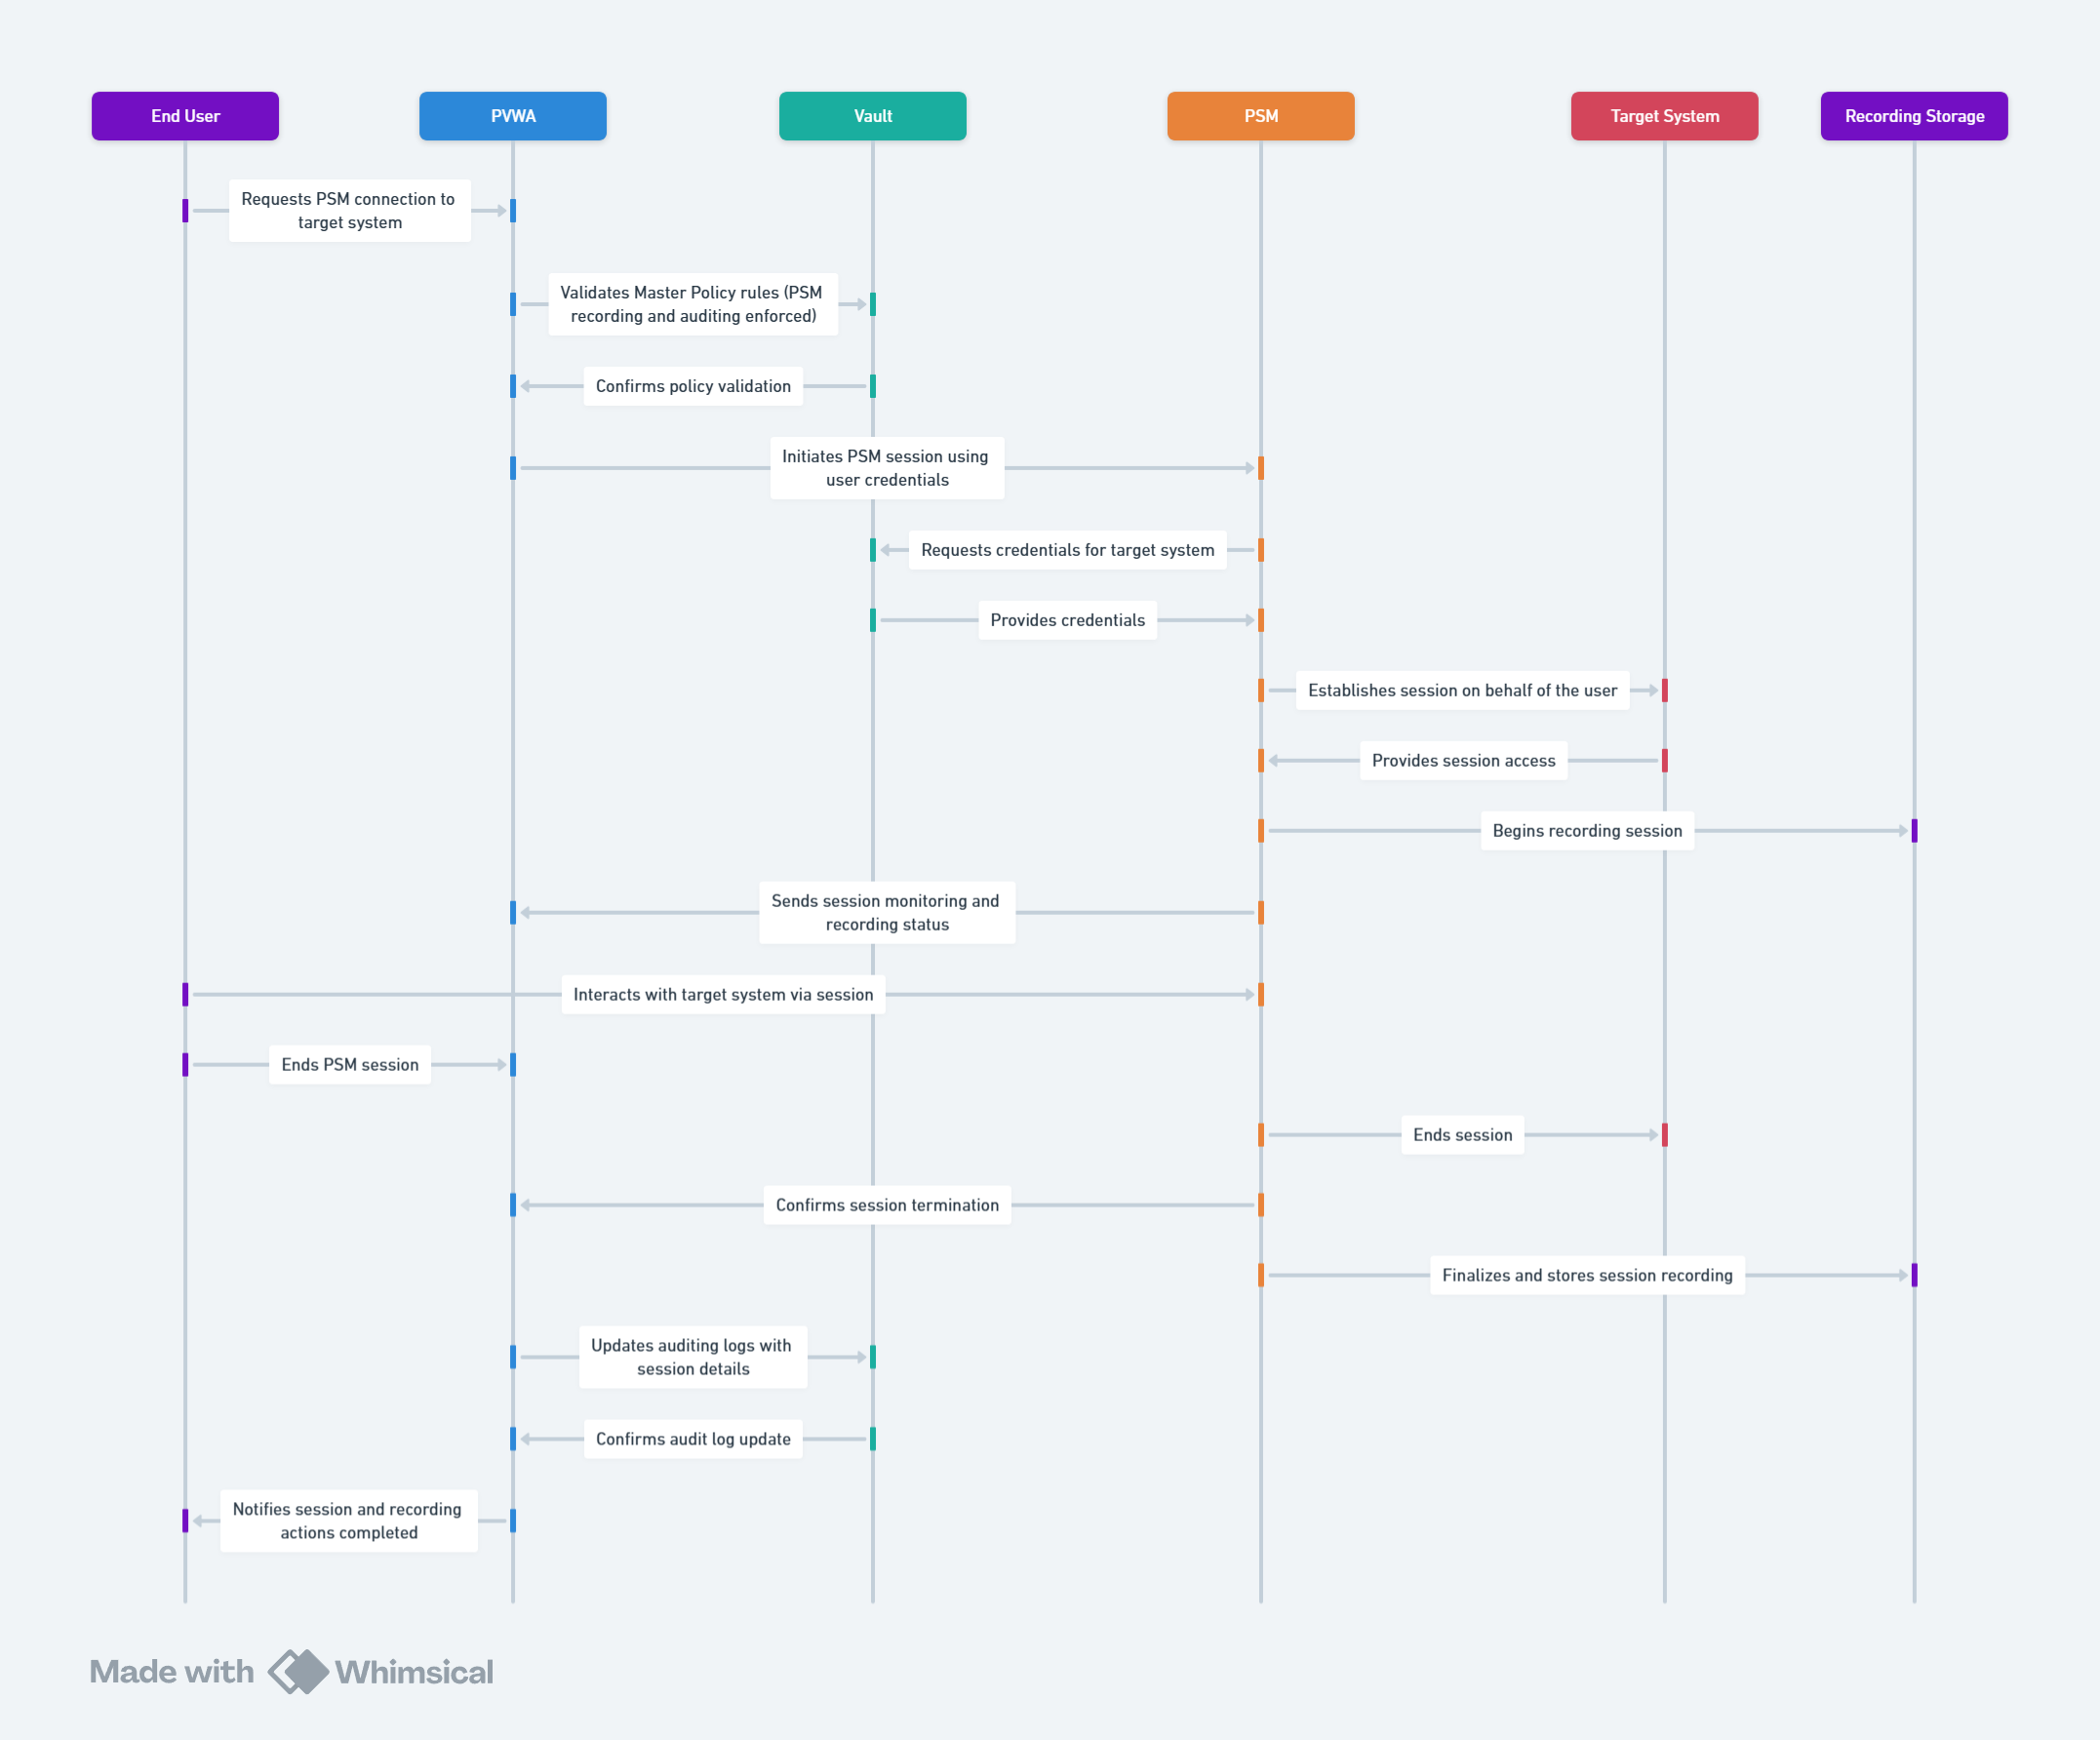 End User
PVWA
Vault
PSM
Target System
Recording Storage
Requests PSM connection to
target system
Validates Master Policy rules (PSM
recording and auditing enforced)
Confirms policy validation
Initiates PSM session using
user credentials
Requests credentials for target system
Provides credentials
Establishes session on behalf of the user
Provides session access
Begins recording session
Sends session monitoring and
recording status
Interacts with target system via session
Ends PSM session
Ends session
Confirms session termination
Finalizes and stores session recording
Updates auditing logs with
session details
Confirms audit log update
Notifies session and recording
actions completed
Made with Whimsical